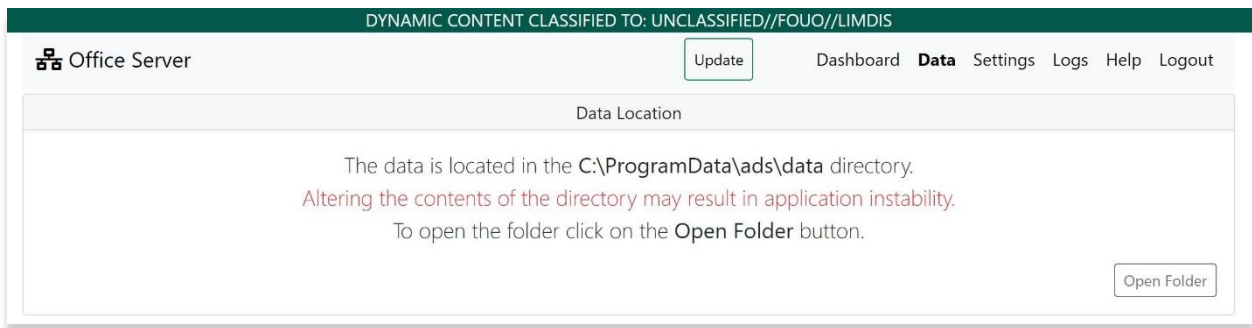 DYNAMIC CONTENT CLASSIFIED TO: UNCLASSIFIED//FOUO//LIMDIS
Office Server Update Dashboard Data Settings Logs Help Logout
Data Location
The data is located in the C:\ProgramData\ads\data directory.
Altering the contents of the directory may result in application instability.
To open the folder click on the Open Folder button.
Open Folder